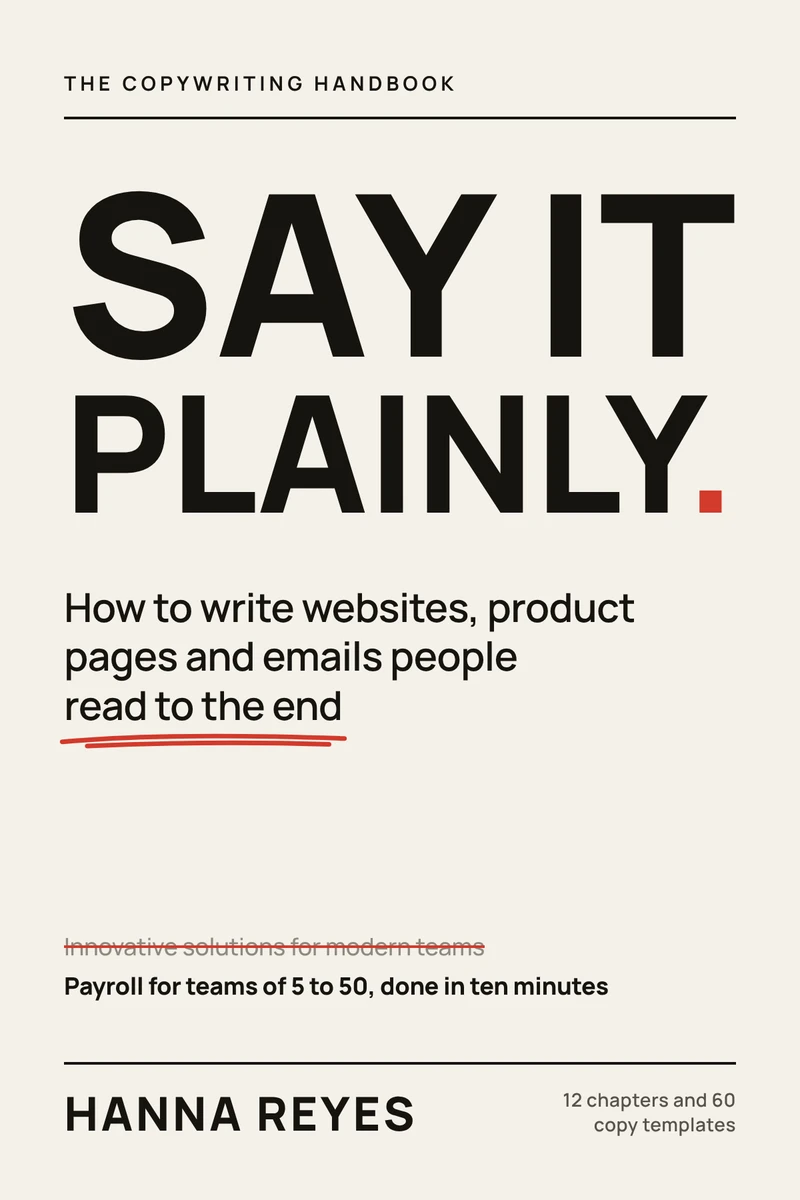 THE COPYWRITING HANDBOOK
SAY IT
PLAINLY.
How to write websites, product
pages and emails people
read to the end
Innovative solutions for modern teams
Payroll for teams of 5 to 50, done in ten minutes
HANNA REYES
12 chapters and 60
copy templates